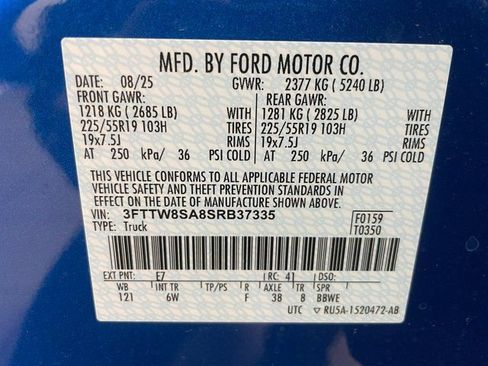 MFD. BY FORD MOTOR CO.
DATE: 08/25 GVWR: 2377 KG ( 5240 LB)
FRONT GAWR: REAR GAWR:
1218 KG ( 2685 LB) WITH 1281 KG ( 2825 LB) WITH
225/55R19 103H TIRES 225/55R19 103H TIRES
19x7.5J RIMS 19x7.5J RIMS
AT 250 kPa/ 36 PSI COLD AT 250 kPa/ 36 PSI COLD
THIS VEHICLE CONFORMS TO ALL APPLICABLE FEDERAL MOTOR
VEHICLE SAFETY AND THEFT PREVENTION STANDARDS IN
EFFECT ON THE DATE OF MANUFACTURE SHOWN ABOVE.
VIN: 3FTTW8SA8SRB37335 F0159
TYPE: Truck T0350
EXT PNT: E7 RC: 41 DSO:
WB INT TR TP/PS R AXLE TR SPR
121 6W F 38 8 BBWE
UTC ▽ RU5A-1520472-AB